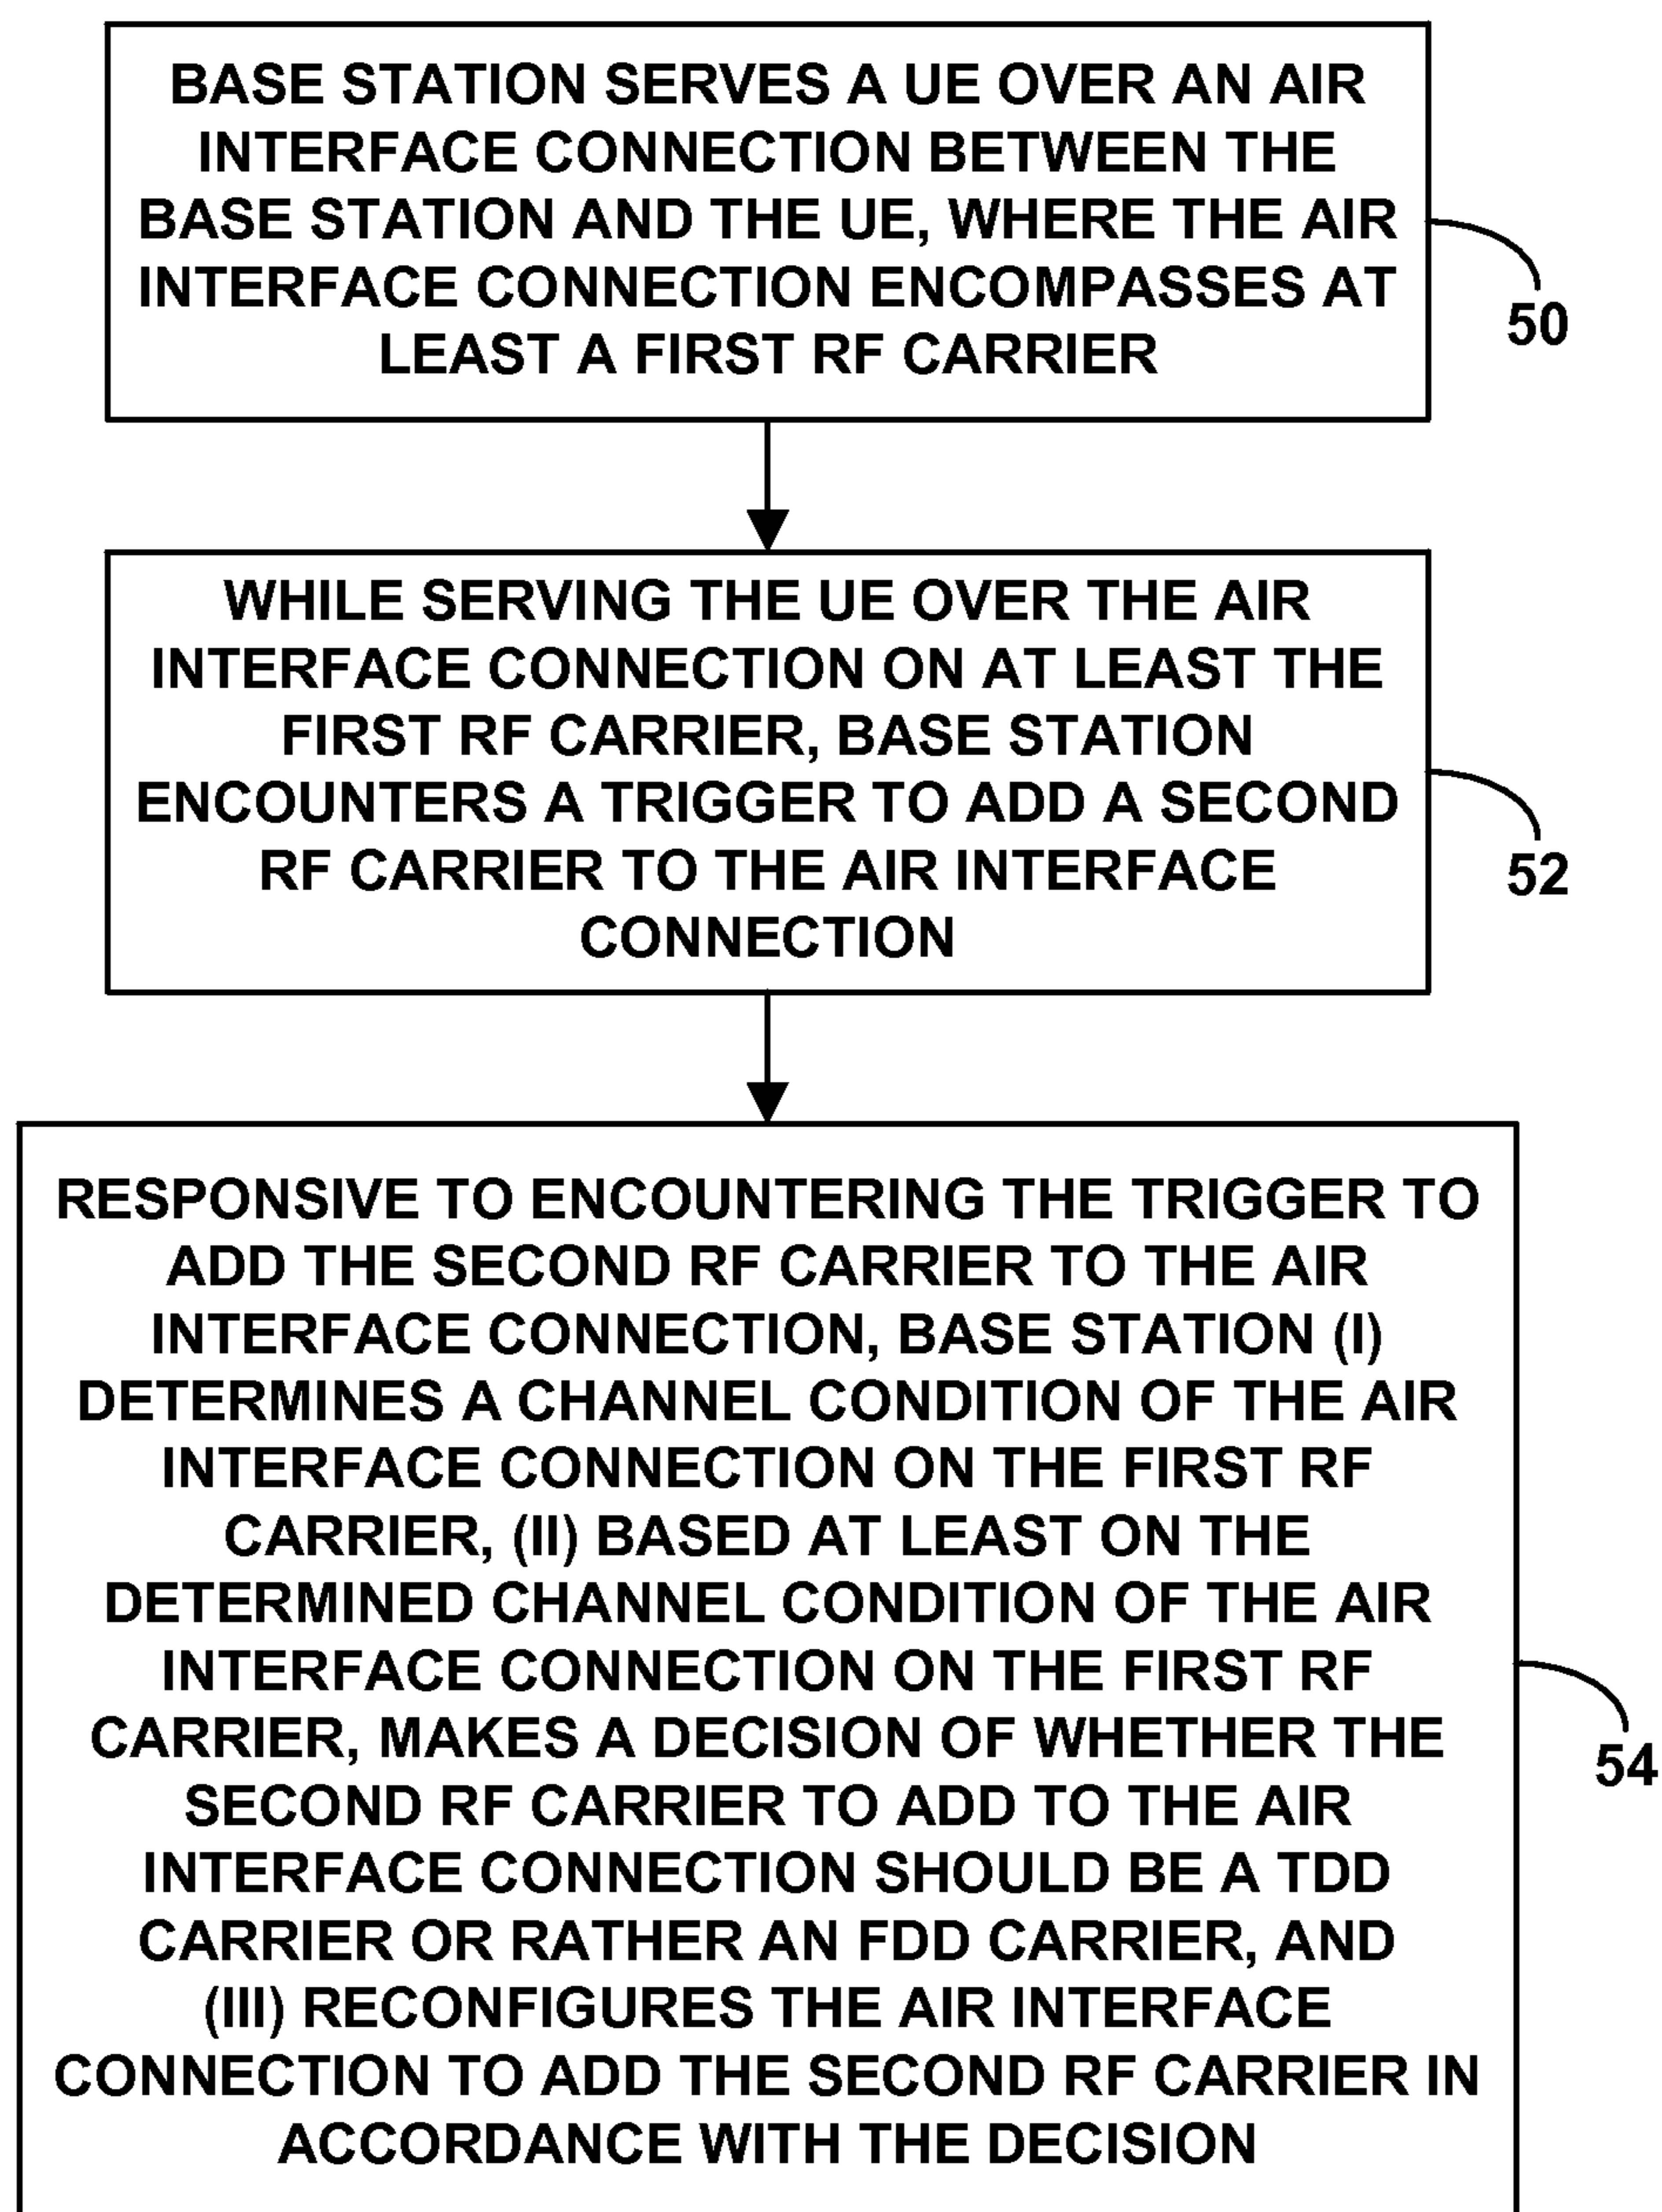 BASE STATION SERVES A UE OVER AN AIR
INTERFACE CONNECTION BETWEEN THE
BASE STATION AND THE UE, WHERE THE AIR
INTERFACE CONNECTION ENCOMPASSES AT
LEAST A FIRST RF CARRIER
50
WHILE SERVING THE UE OVER THE AIR
INTERFACE CONNECTION ON AT LEAST THE
FIRST RF CARRIER, BASE STATION
ENCOUNTERS A TRIGGER TO ADD A SECOND
RF CARRIER TO THE AIR INTERFACE
CONNECTION
52
RESPONSIVE TO ENCOUNTERING THE TRIGGER TO
ADD THE SECOND RF CARRIER TO THE AIR
INTERFACE CONNECTION, BASE STATION (I)
DETERMINES A CHANNEL CONDITION OF THE AIR
INTERFACE CONNECTION ON THE FIRST RF
CARRIER, (II) BASED AT LEAST ON THE
DETERMINED CHANNEL CONDITION OF THE AIR
INTERFACE CONNECTION ON THE FIRST RF
CARRIER, MAKES A DECISION OF WHETHER THE
SECOND RF CARRIER TO ADD TO THE AIR
INTERFACE CONNECTION SHOULD BE A TDD
CARRIER OR RATHER AN FDD CARRIER, AND
(III) RECONFIGURES THE AIR INTERFACE
CONNECTION TO ADD THE SECOND RF CARRIER IN
ACCORDANCE WITH THE DECISION
54